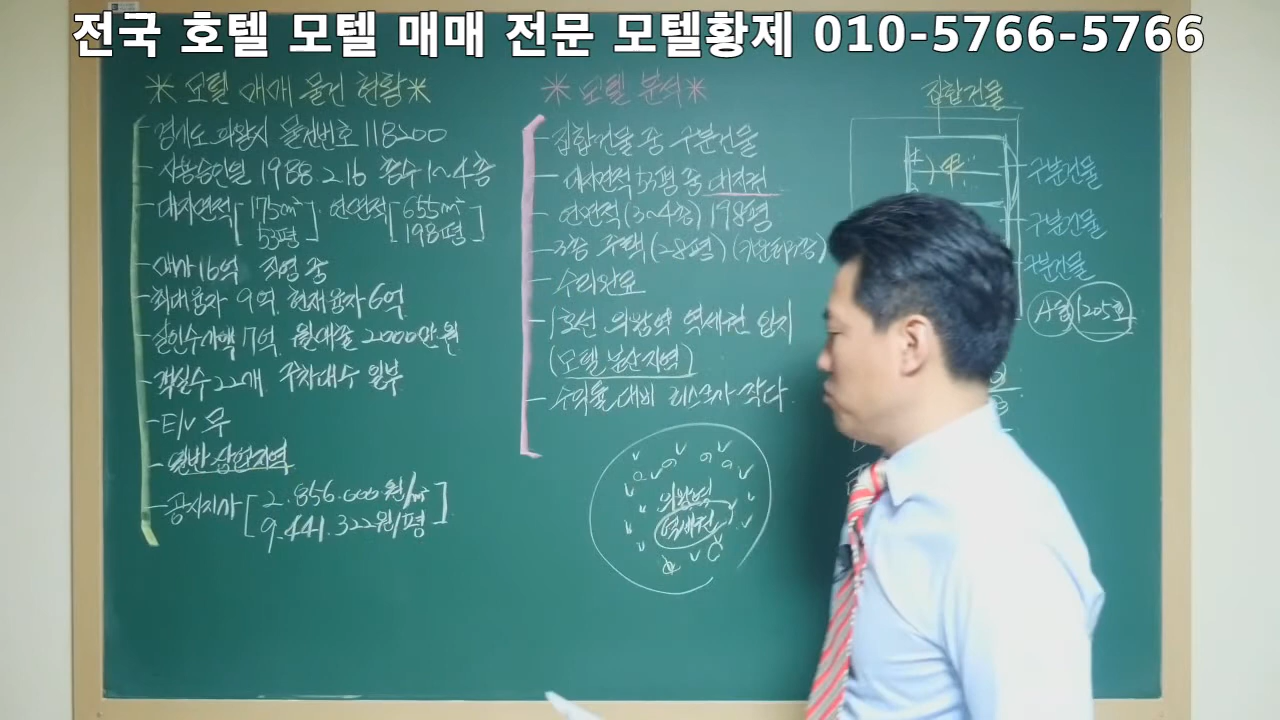 전국 호텔 모텔 매매 전문 모텔황제 010-5766-5766
* 모텔 매매 물건 현황 *
경기도 의왕시 물건번호 118200
사용승인일 1988.2.16 층수 1~4층
대지면적 [175m² 53평]. 연면적 [655m² 198평]
매가 16억 직영 중
최대융자 9억. 현재융자 6억.
실인수가액 7억. 월매출 2000만원
객실수 22개. 주차대수 일부
E/V 무
일반상업지역
공시지가 [2.856.000원/m² 9.441.322원/평]
* 모텔 분석 *
집합건물 중 구분건물
대지면적 53평 중 대지권
연면적(3~4층) 198평
3층 주택(28평)
수리완료
1호선 의왕역 역세권 입지
(모텔 분산지역)
수익률 대비 리스크가 작다.
의왕역
역세권
집합건물
구분건물
구분건물
구분건물
A동 1205호